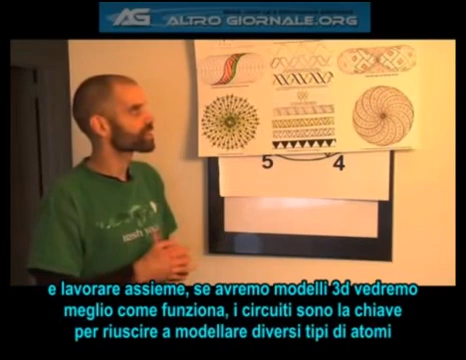 AG ALTRO GIORNALE.ORG
5 4
e lavorare assieme, se avremo modelli 3d vedremo
meglio come funziona, i circuiti sono la chiave
per riuscire a modellare diversi tipi di atomi